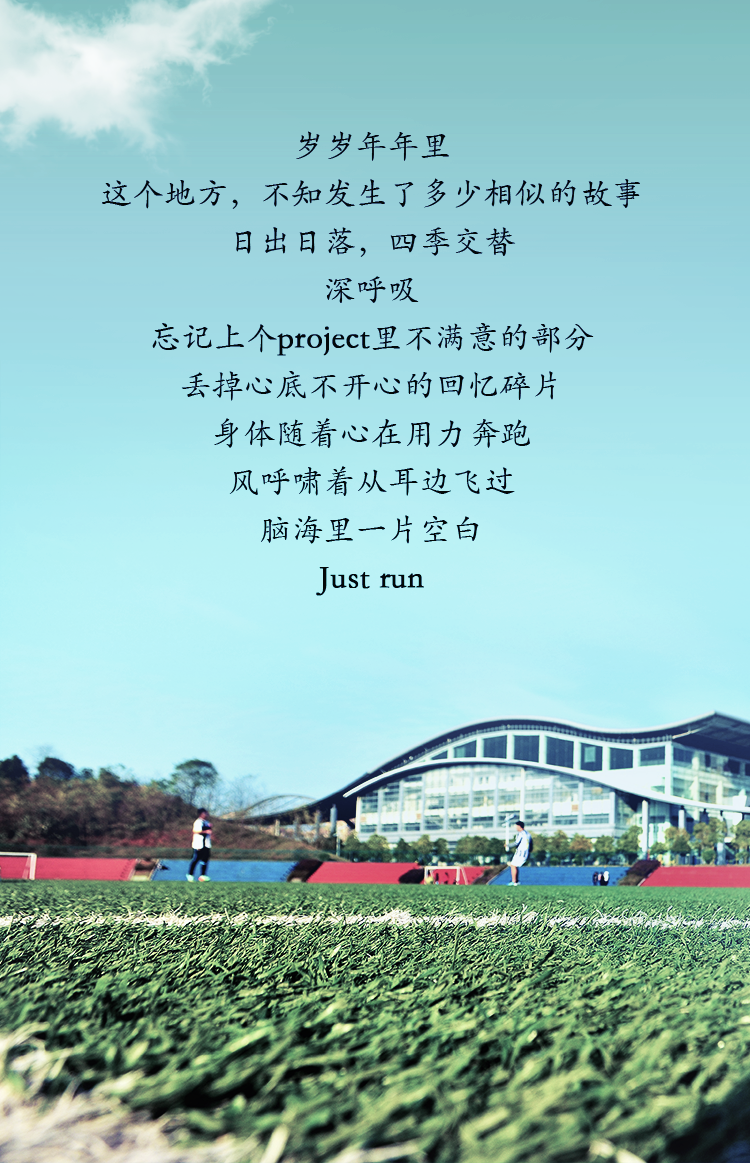 岁岁年年里
这个地方，不知发生了多少相似的故事
日出日落，四季交替
深呼吸
忘记上个project里不满意的部分
丢掉心底不开心的回忆碎片
身体随着心在用力奔跑
风呼啸着从耳边飞过
脑海里一片空白
Just run